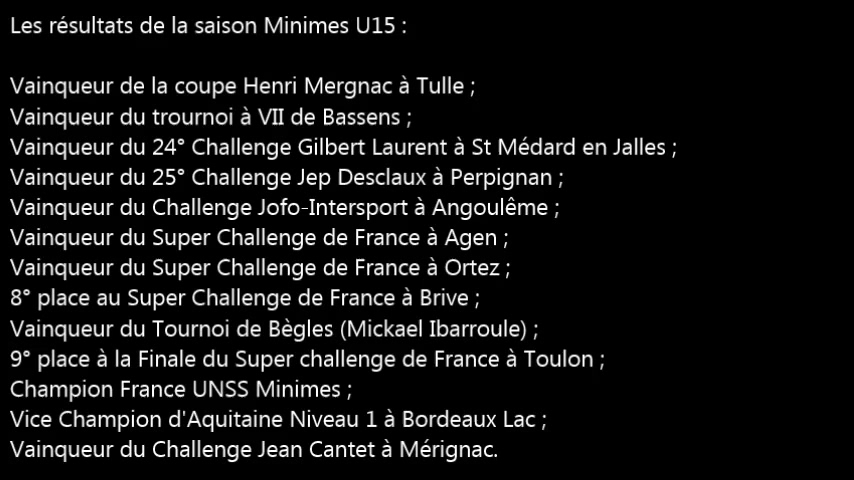 Les résultats de la saison Minimes U15 :
Vainqueur de la coupe Henri Mergnac à Tulle ;
Vainqueur du trournoi à VII de Bassens ;
Vainqueur du 24° Challenge Gilbert Laurent à St Médard en Jalles ;
Vainqueur du 25° Challenge Jep Desclaux à Perpignan ;
Vainqueur du Challenge Jofo-Intersport à Angoulême ;
Vainqueur du Super Challenge de France à Agen ;
Vainqueur du Super Challenge de France à Ortez ;
8° place au Super Challenge de France à Brive ;
Vainqueur du Tournoi de Bègles (Mickael Ibarroule) ;
9° place à la Finale du Super challenge de France à Toulon ;
Champion France UNSS Minimes ;
Vice Champion d'Aquitaine Niveau 1 à Bordeaux Lac ;
Vainqueur du Challenge Jean Cantet à Mérignac.